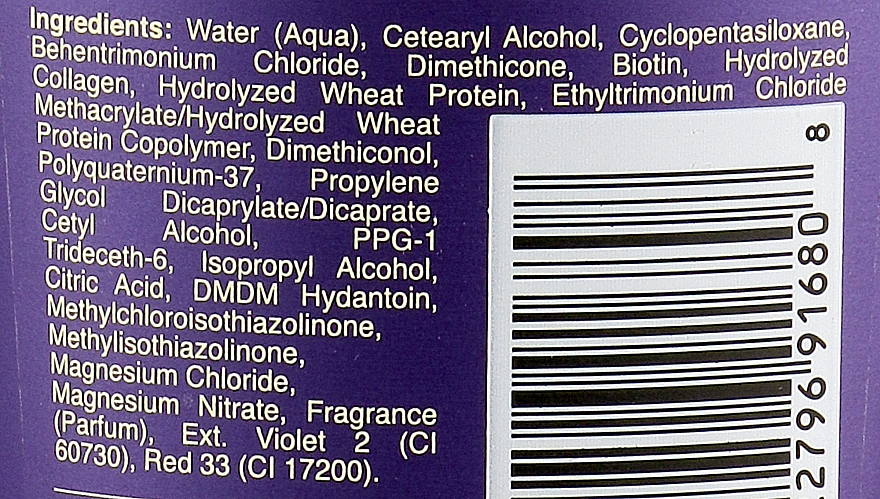 Ingredients: Water (Aqua), Cetearyl Alcohol, Cyclopentasiloxane,
Behentrimonium Chloride, Dimethicone, Biotin, Hydrolyzed
Collagen, Hydrolyzed Wheat Protein, Ethyltrimonium Chloride
Methacrylate/Hydrolyzed Wheat
Protein Copolymer, Dimethiconol,
Polyquaternium-37, Propylene
Glycol Dicaprylate/Dicaprate,
Cetyl Alcohol, PPG-1
Trideceth-6, Isopropyl Alcohol,
Citric Acid, DMDM Hydantoin,
Methylchloroisothiazolinone,
Methylisothiazolinone,
Magnesium Chloride,
Magnesium Nitrate, Fragrance
(Parfum), Ext. Violet 2 (CI
60730), Red 33 (CI 17200).
22796 91680 8